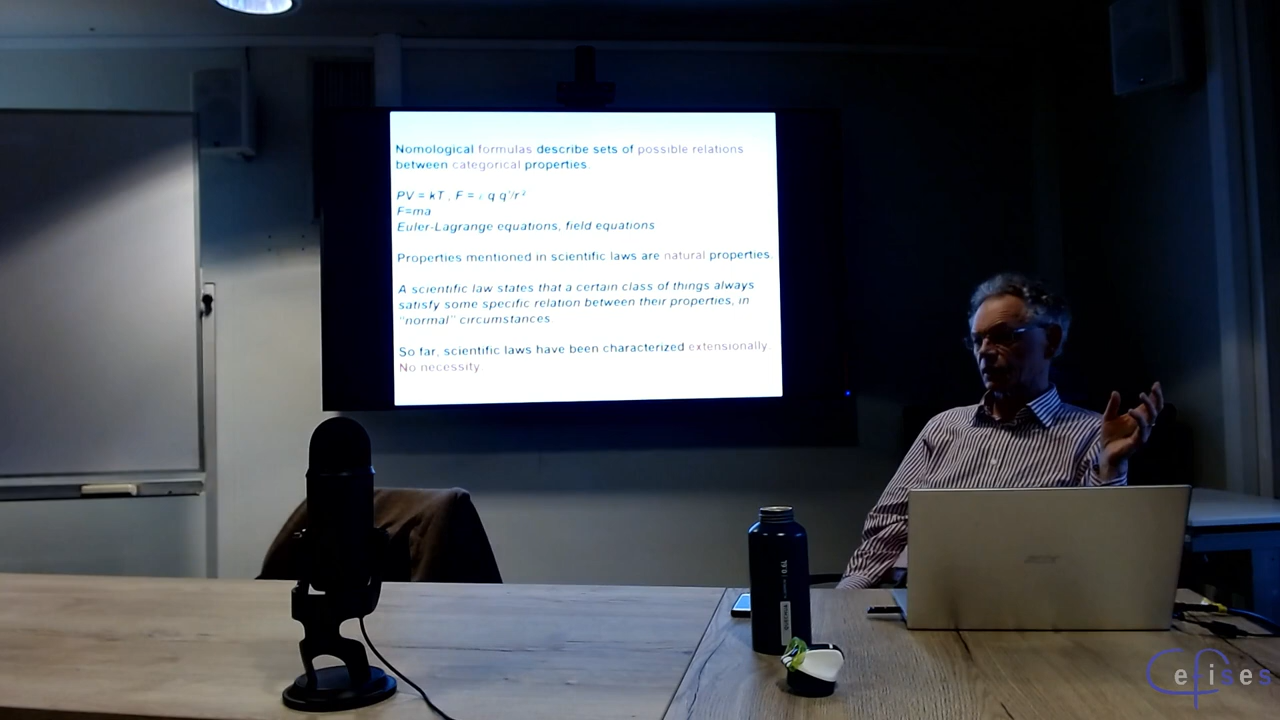 Nomological formulas describe sets of possible relations
between categorical properties.
PV = kT , F = q q'/r²
F=ma
Euler-Lagrange equations, field equations
Properties mentioned in scientific laws are natural properties.
A scientific law states that a certain class of things always
satisfy some specific relation between their properties, in
"normal" circumstances.
So far, scientific laws have been characterized extensionally.
No necessity.
acer
Cefises